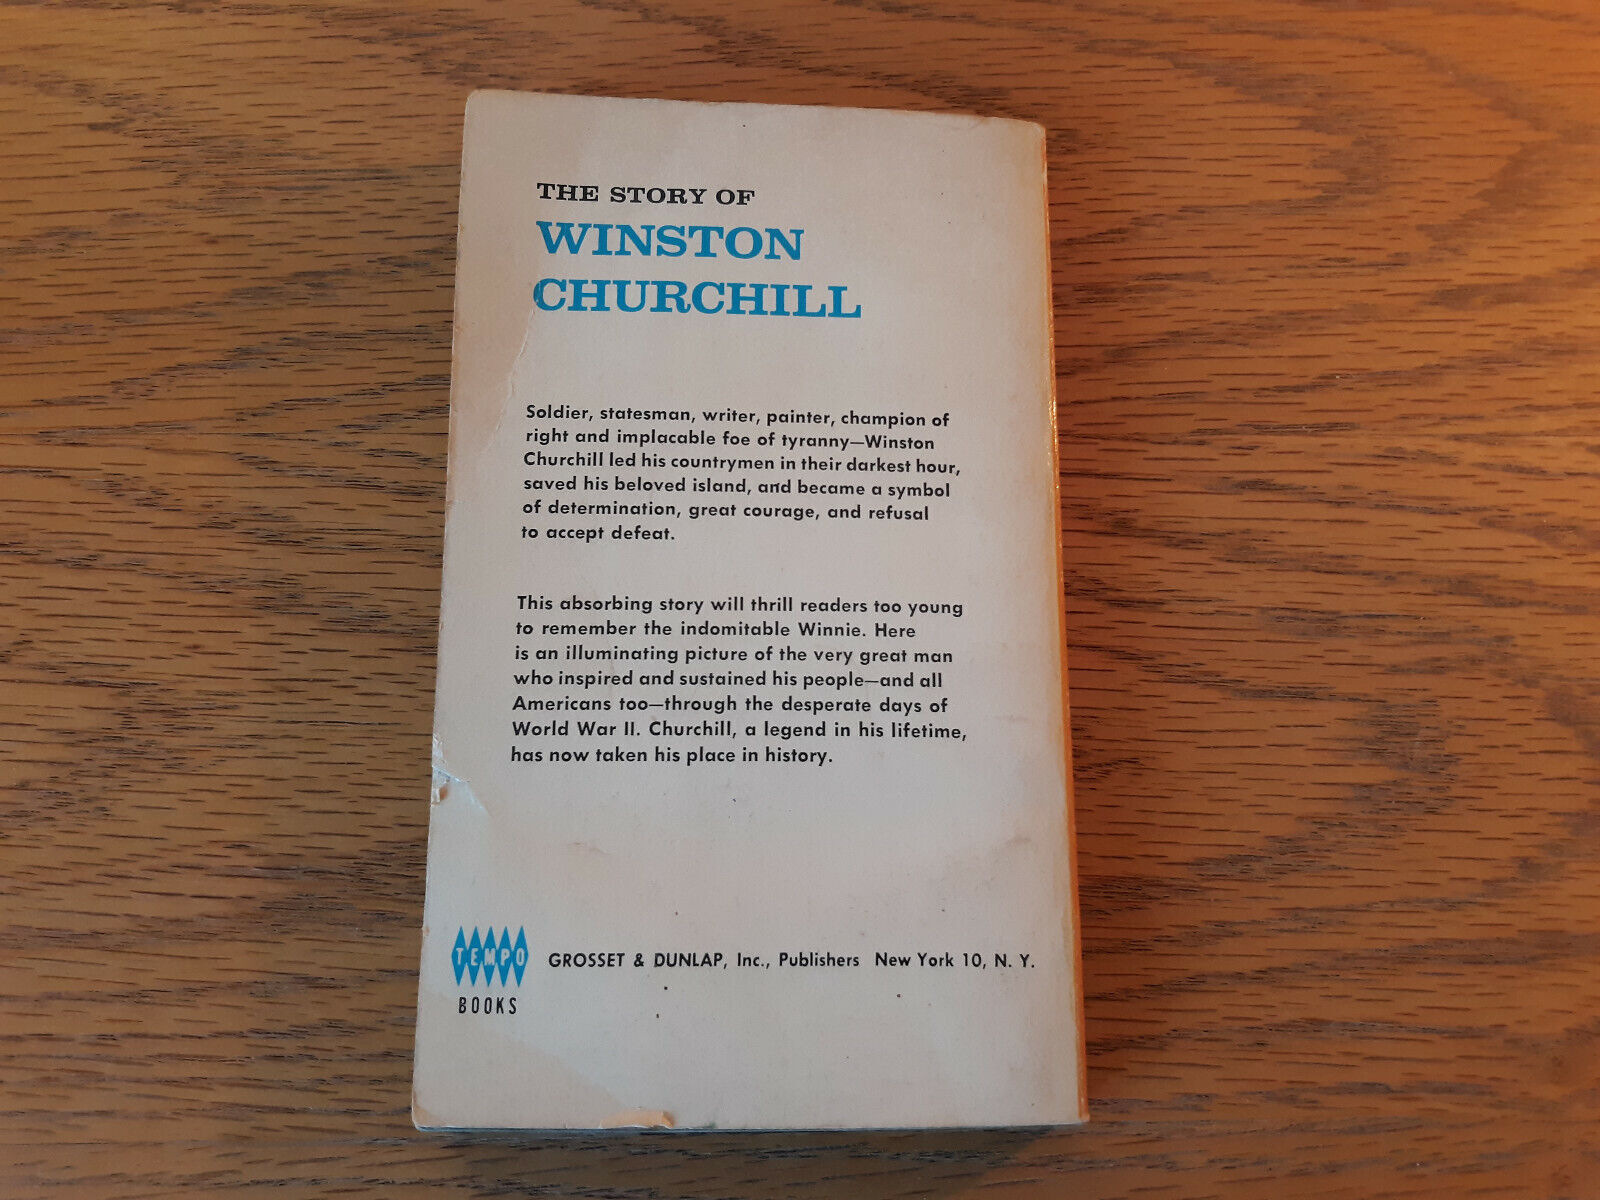 THE STORY OF
WINSTON
CHURCHILL
Soldier, statesman, writer, painter, champion of
right and implacable foe of tyranny—Winston
Churchill led his countrymen in their darkest hour,
saved his beloved island, and became a symbol
of determination, great courage, and refusal
to accept defeat.
This absorbing story will thrill readers too young
to remember the indomitable Winnie. Here
is an illuminating picture of the very great man
who inspired and sustained his people—and all
Americans too—through the desperate days of
World War II. Churchill, a legend in his lifetime,
has now taken his place in history.
TEMPO
BOOKS
GROSSET & DUNLAP, Inc., Publishers New York 10, N. Y.